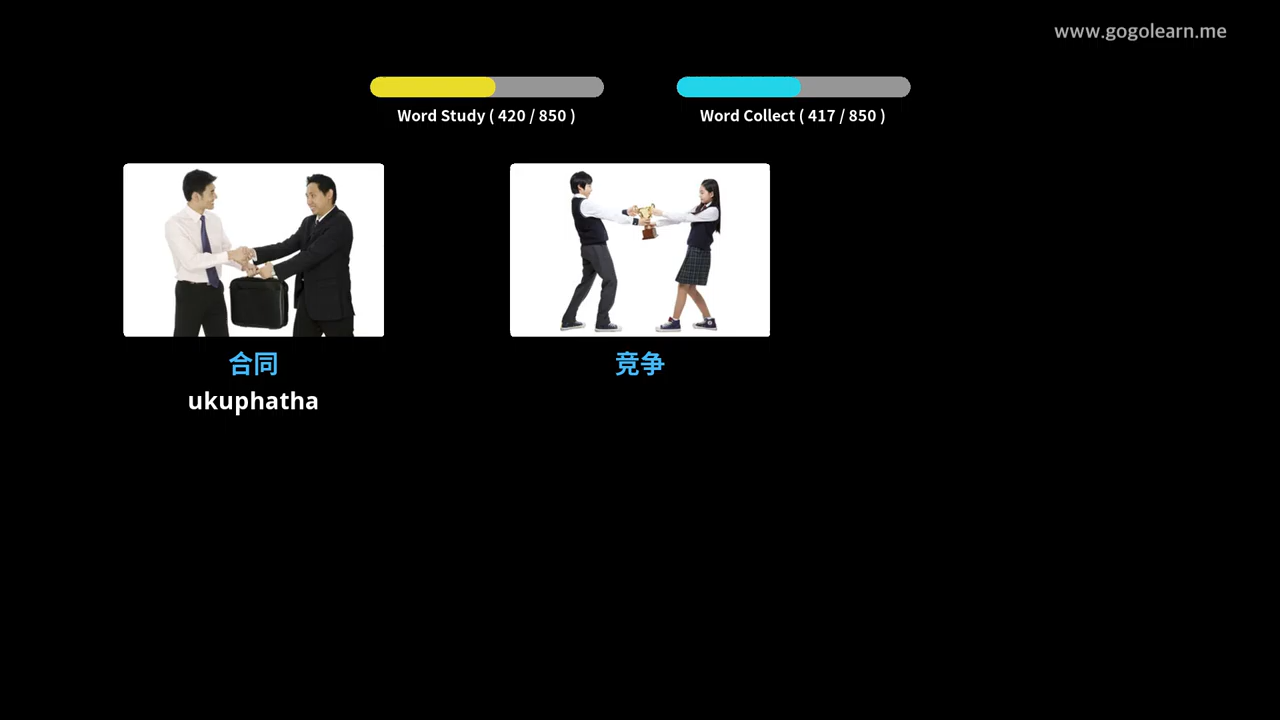 www.gogolearn.me
Word Study ( 420 / 850 )
Word Collect ( 417 / 850 )
合同
竞争
ukuphatha